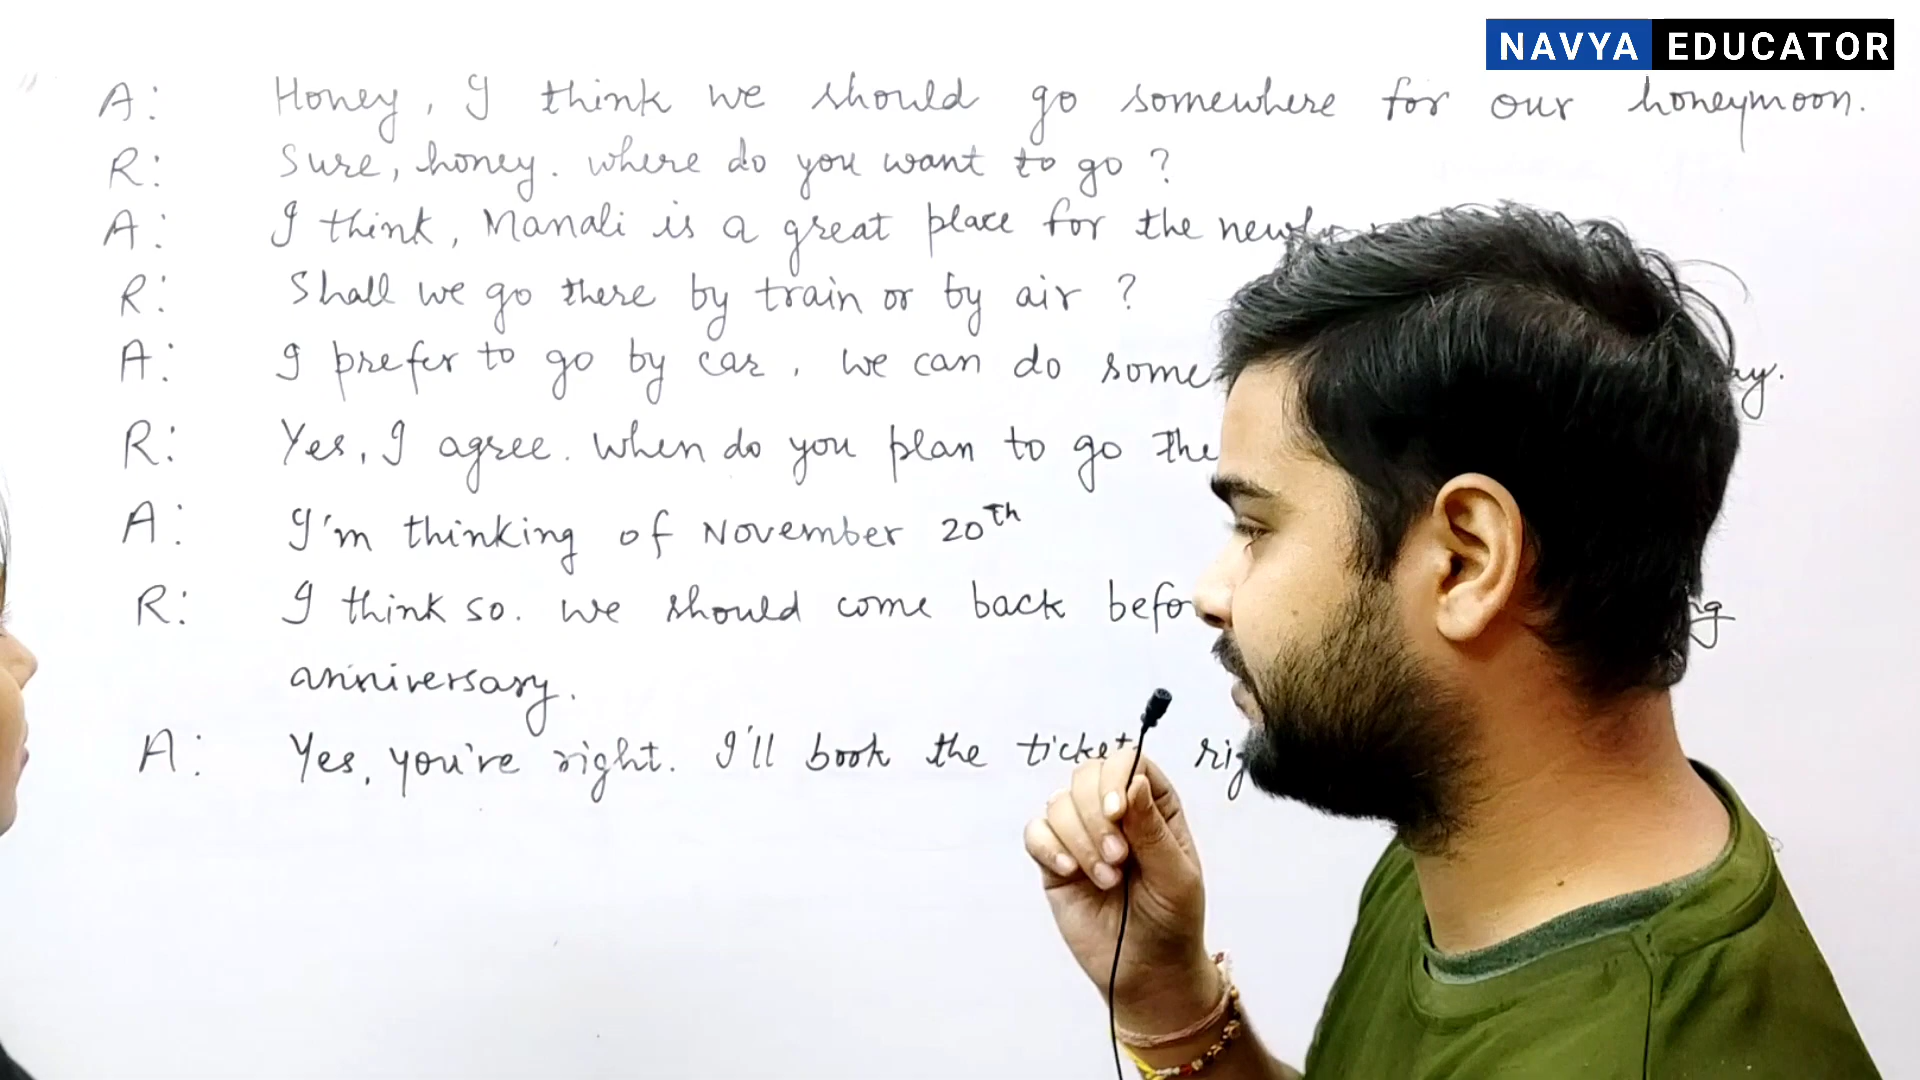 NAVYA EDUCATOR
A: Honey, I think we should go somewhere for our honeymoon.
R: Sure, honey. where do you want to go?
A: I think, Manali is a great place for the
R: Shall we go there by train or by air?
A: I prefer to go by car, we can do some
R: Yes, I agree. When do you plan to go
A: I'm thinking of November 20th
R: I think so. we should come back
anniversary.
A: Yes, you're right. I'll book the